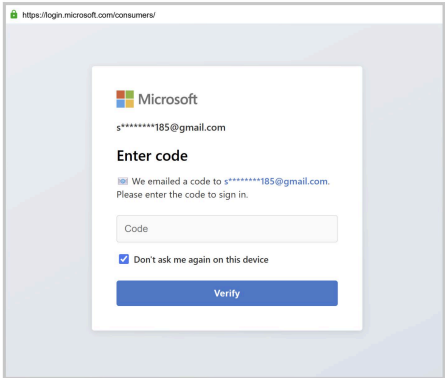 https://login.microsoft.com/consumers/
Microsoft
s********185@gmail.com
Enter code
We emailed a code to s********185@gmail.com.
Please enter the code to sign in.
Code
Don't ask me again on this device
Verify